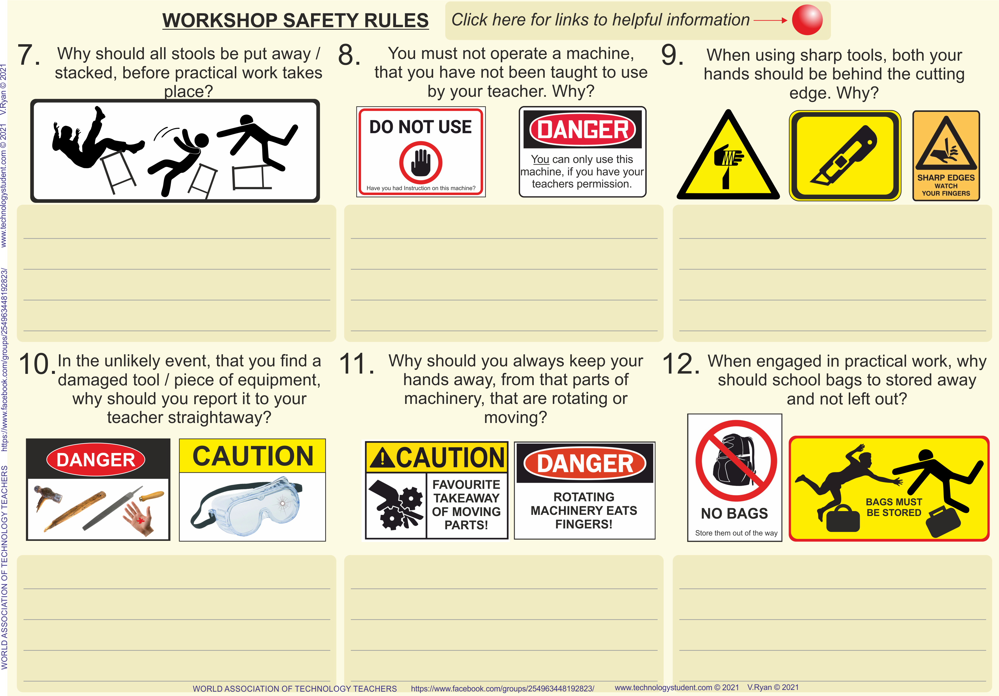 WORKSHOP SAFETY RULES
Click here for links to helpful information
7.
Why should all stools be put away /
stacked, before practical work takes
place?
8.
You must not operate a machine,
that you have not been taught to use
by your teacher. Why?
DO NOT USE
Have you had Instruction on this machine?
DANGER
You can only use this
machine, if you have your
teachers permission.
9.
When using sharp tools, both your
hands should be behind the cutting
edge. Why?
SHARP EDGES
WATCH
YOUR FINGERS
10.
In the unlikely event, that you find a
damaged tool / piece of equipment,
why should you report it to your
teacher straightaway?
DANGER
CAUTION
11.
Why should you always keep your
hands away, from that parts of
machinery, that are rotating or
moving?
CAUTION
FAVOURITE
TAKEAWAY
OF MOVING
PARTS!
DANGER
ROTATING
MACHINERY EATS
FINGERS!
12.
When engaged in practical work, why
should school bags to stored away
and not left out?
NO BAGS
Store them out of the way
BAGS MUST
BE STORED
WORLD ASSOCIATION OF TECHNOLOGY TEACHERS https://www.facebook.com/groups/254963448192823/ www.technologystudent.com © 2021 V.Ryan © 2021
WORLD ASSOCIATION OF TECHNOLOGY TEACHERS https://www.facebook.com/groups/254963448192823/ www.technologystudent.com © 2021 V.Ryan © 2021